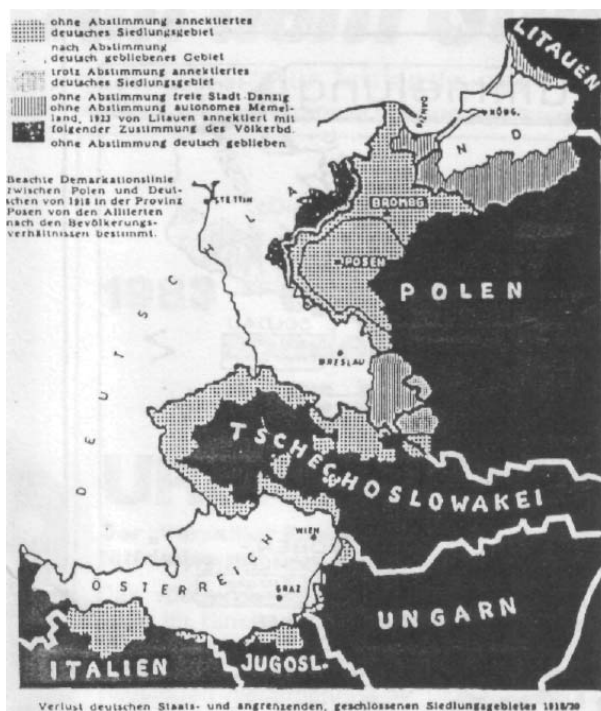 ohne Abstimmung annektiertes
deutsches Siedlungsgebiet
nach Abstimmung
deutsch gebliebenes Gebiet
trotz Abstimmung annektiertes
deutsches Siedlungsgebiet
ohne Abstimmung freie Stadt Danzig
ohne Abstimmung autonomes Memel-
land, 1923 von Litauen annektiert mit
folgender Zustimmung des Völkerbd.
ohne Abstimmung deutsch geblieben
Beachte Demarkationslinie
zwischen Polen und Deut-
schen von 1918 in der Provinz
Posen von den Alliierten
nach den Bevölkerungs-
verhältnissen bestimmt.
LITAUEN
DANZIG
KÖBG.
DEUTSCHLAND
STETTIN
BROMBG
POSEN
POLEN
BRESLAU
TSCHECHOSLOWAKEI
WIEN
ÖSTERREICH
GRAZ
UNGARN
ITALIEN
JUGOSL.
Verlust deutschen Staats- und angrenzenden, geschlossenen Siedlungsgebietes 1918/20